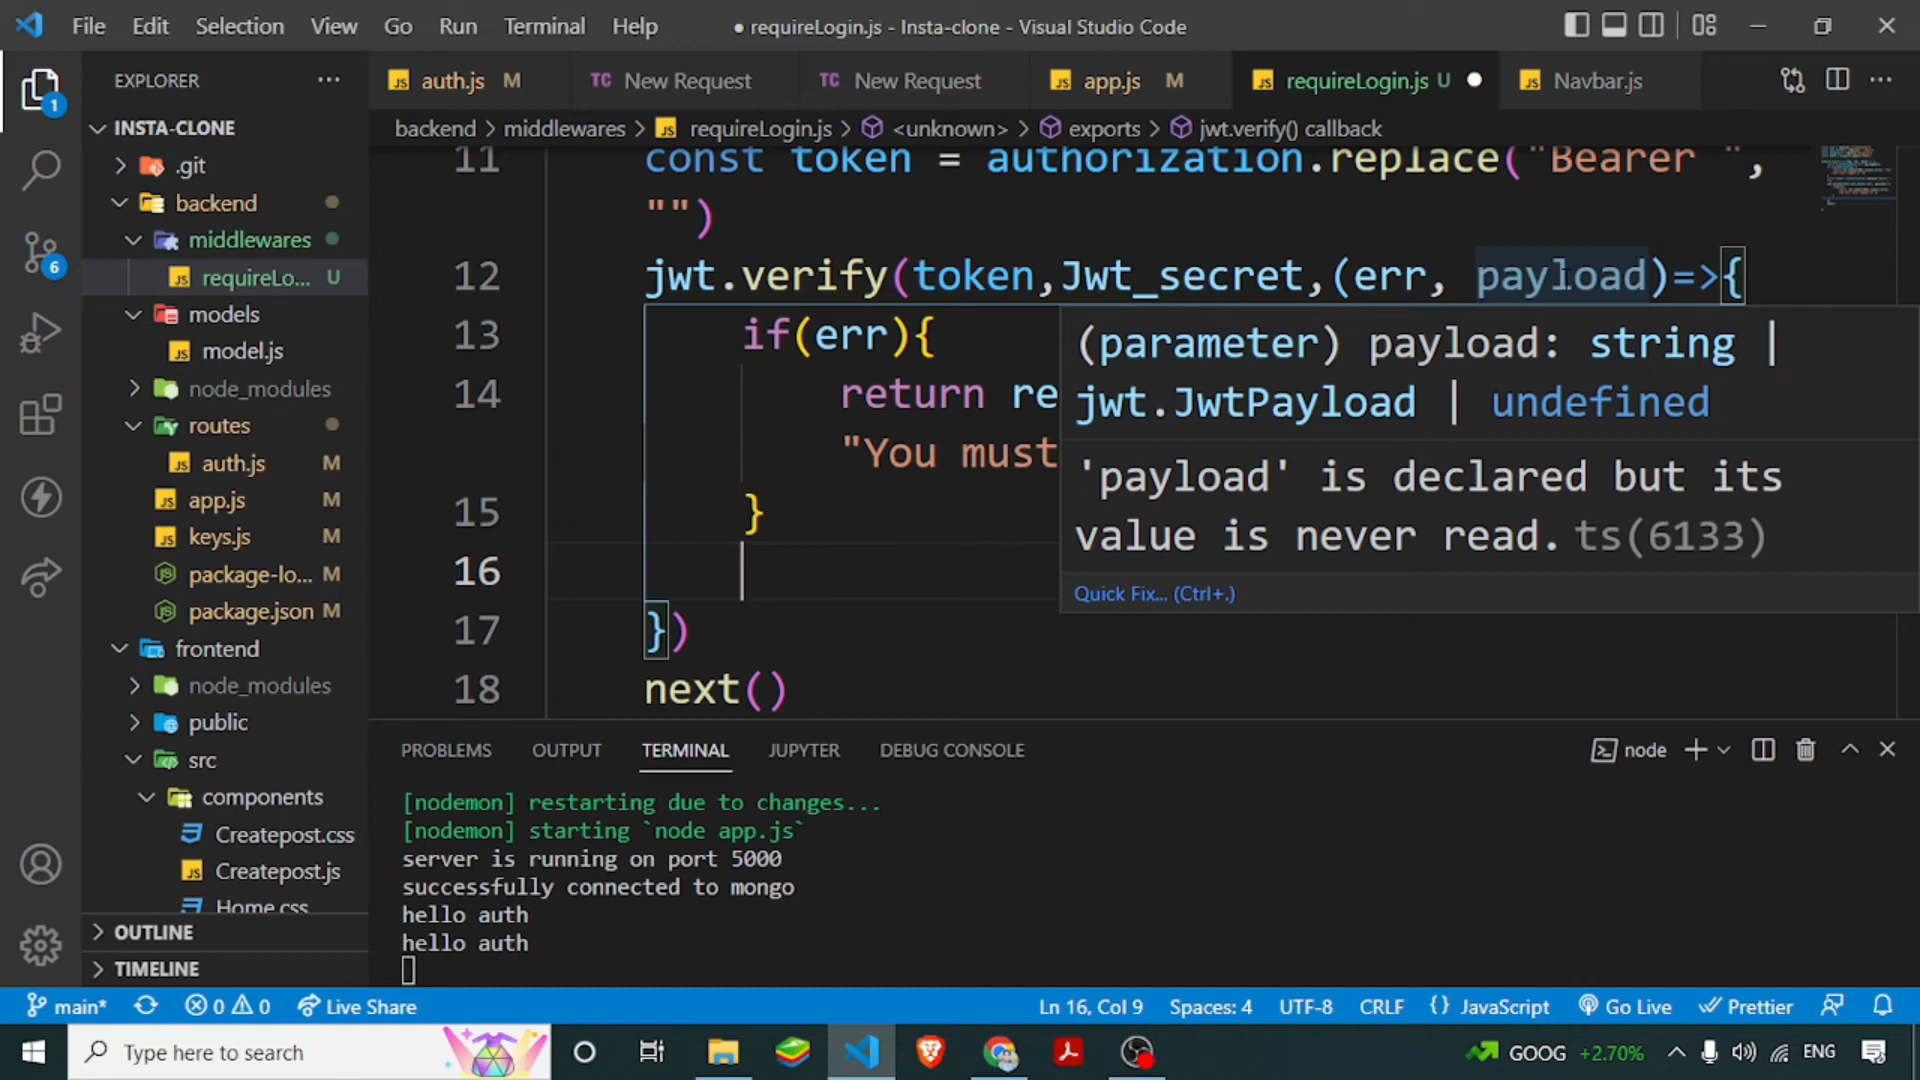 File Edit Selection View Go Run Terminal Help
● requireLogin.js - Insta-clone - Visual Studio Code
EXPLORER
auth.js M
TC New Request
TC New Request
app.js M
requireLogin.js U
Navbar.js
backend > middlewares > requireLogin.js > <unknown> > exports > jwt.verify() callback
1
6
INSTA-CLONE
.git
backend
middlewares
requireLo... U
models
model.js
node_modules
routes
auth.js M
app.js M
keys.js M
package-lo... M
package.json M
frontend
node_modules
public
src
components
Createpost.css
Createpost.js
Home.css
OUTLINE
TIMELINE
11 const token = authorization.replace("Bearer ",
"")
12 jwt.verify(token,Jwt_secret,(err, payload)=>{
13 if(err){
14 return re
"You must
15 }
16
17 })
18 next()
(parameter) payload: string |
jwt.JwtPayload | undefined
'payload' is declared but its
value is never read. ts(6133)
Quick Fix... (Ctrl+.)
PROBLEMS OUTPUT TERMINAL JUPYTER DEBUG CONSOLE
node
[nodemon] restarting due to changes...
[nodemon] starting `node app.js`
server is running on port 5000
successfully connected to mongo
hello auth
hello auth
main* 0 0 Live Share
Ln 16, Col 9 Spaces: 4 UTF-8 CRLF {} JavaScript Go Live Prettier
Type here to search
GOOG +2.70% ENG